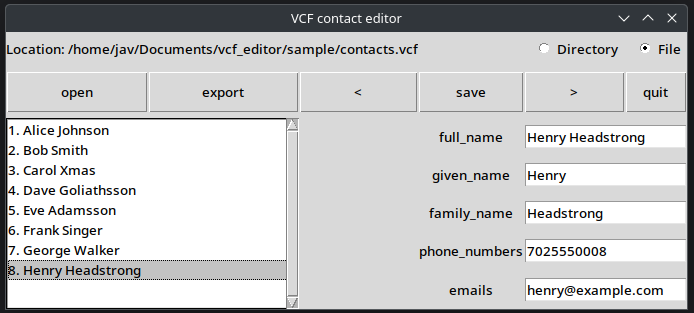 VCF contact editor
Location: /home/jav/Documents/vcf_editor/sample/contacts.vcf
Directory
File
open
export
<
save
>
quit
1. Alice Johnson
2. Bob Smith
3. Carol Xmas
4. Dave Goliathsson
5. Eve Adamsson
6. Frank Singer
7. George Walker
8. Henry Headstrong
full_name Henry Headstrong
given_name Henry
family_name Headstrong
phone_numbers 7025550008
emails henry@example.com